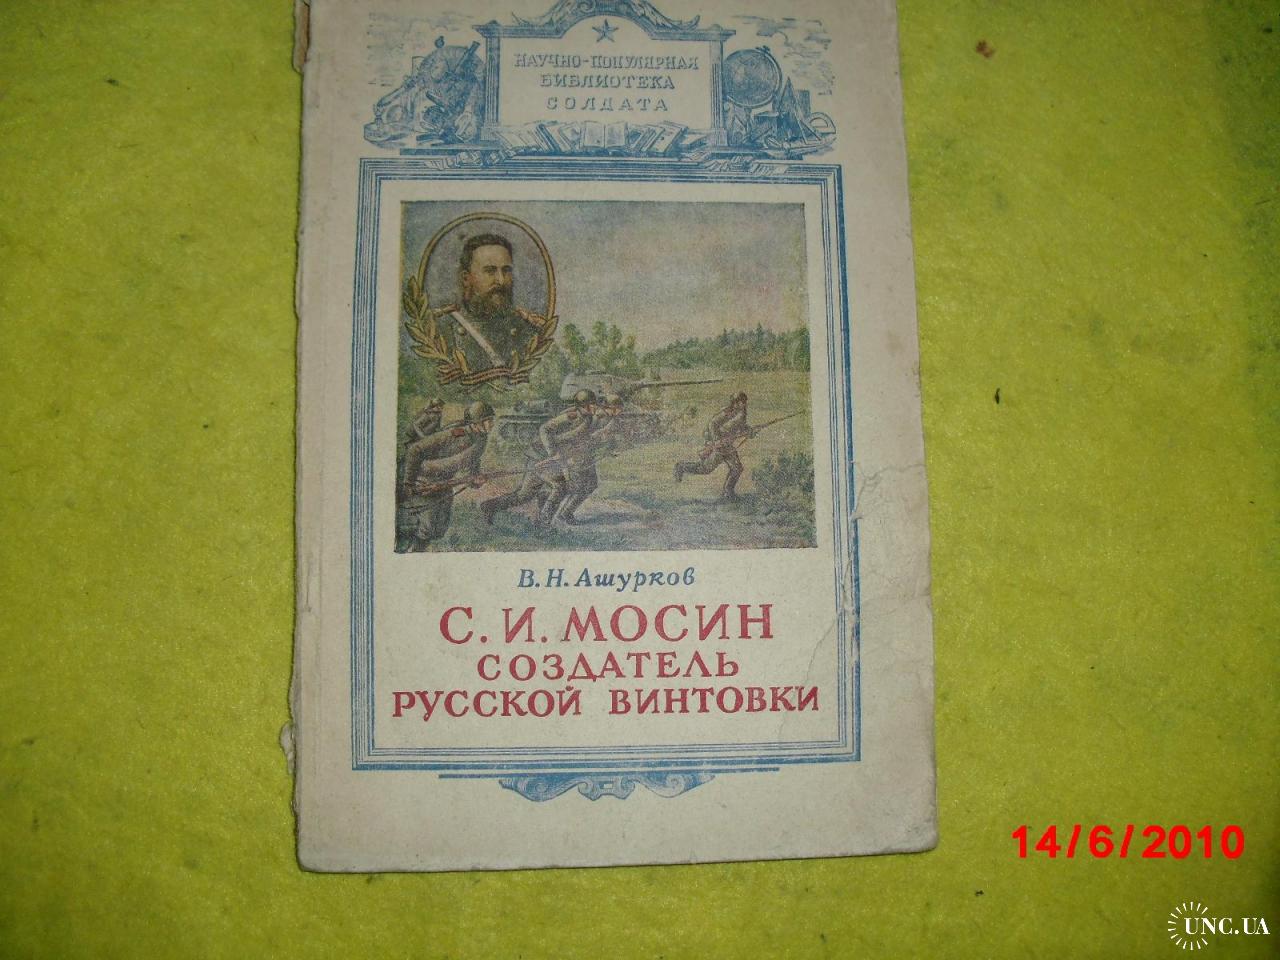 НАУЧНО-ПОПУЛЯРНАЯ
БИБЛИОТЕКА
СОЛДАТА
В. Н. Ашурков
С. И. МОСИН
СОЗДАТЕЛЬ
РУССКОЙ ВИНТОВКИ
14/6/2010
UNC.UA